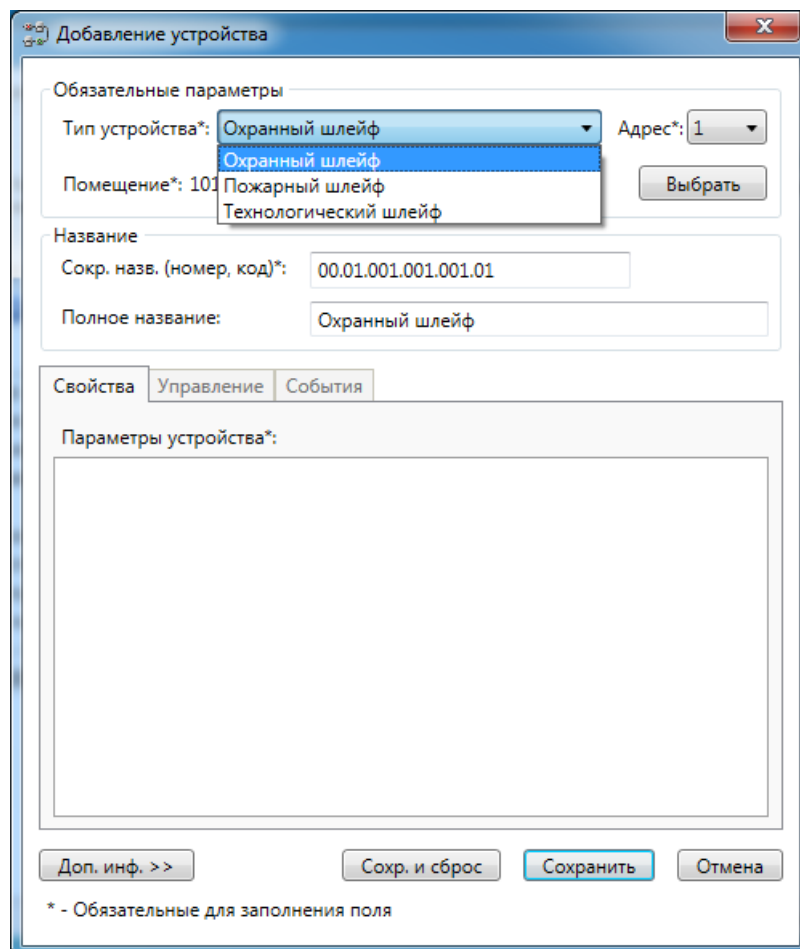 Добавление устройства
Обязательные параметры
Тип устройства*: Охранный шлейф Адрес*: 1
Охранный шлейф
Помещение*: 101 Пожарный шлейф Выбрать
Технологический шлейф
Название
Сокр. назв. (номер, код)*: 00.01.001.001.001.01
Полное название: Охранный шлейф
Свойства Управление События
Параметры устройства*:
Доп. инф. >> Сохр. и сброс Сохранить Отмена
* - Обязательные для заполнения поля